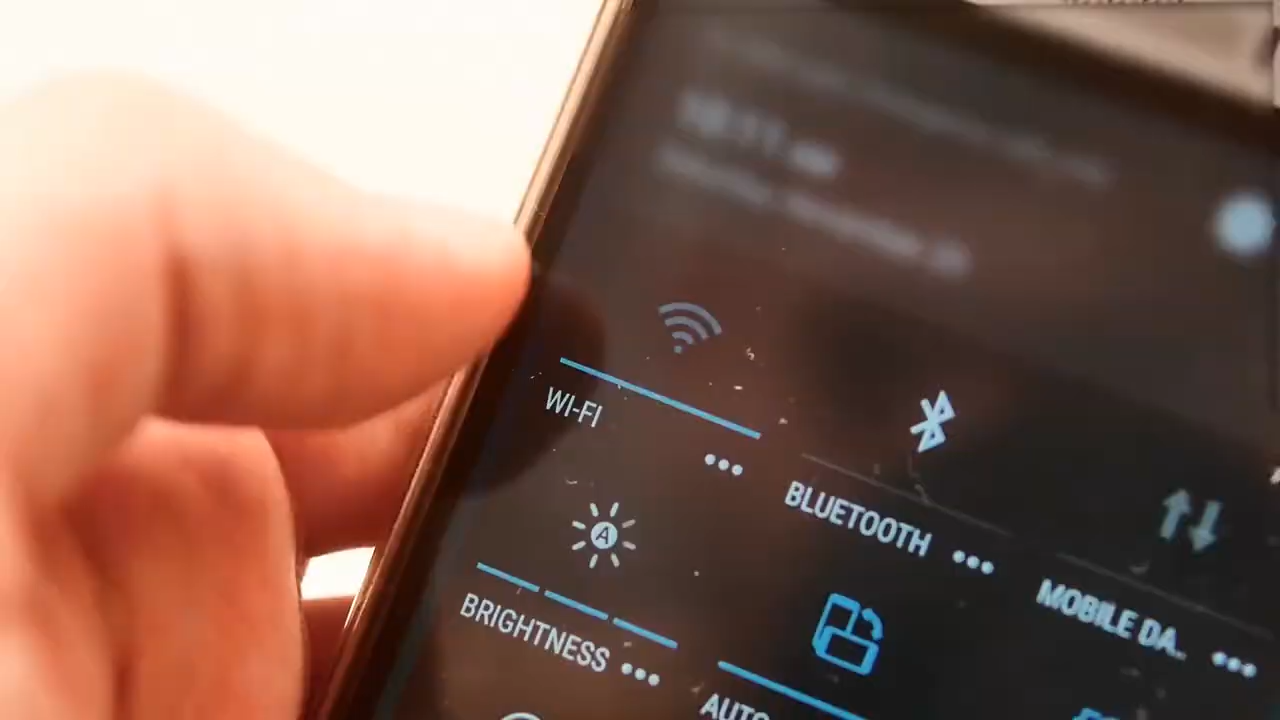 WI-FI
BLUETOOTH
MOBILE DA..
A
BRIGHTNESS
AUTO